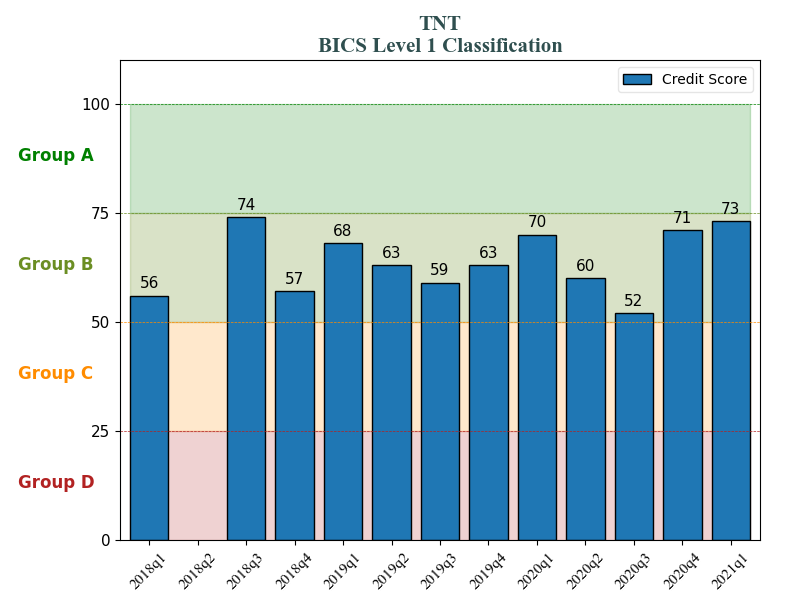 TNT
BICS Level 1 Classification
Credit Score
100
Group A
75
Group B
50
Group C
25
Group D
0
56
74
57
68
63
59
63
70
60
52
71
73
2018q1
2018q2
2018q3
2018q4
2019q1
2019q2
2019q3
2019q4
2020q1
2020q2
2020q3
2020q4
2021q1